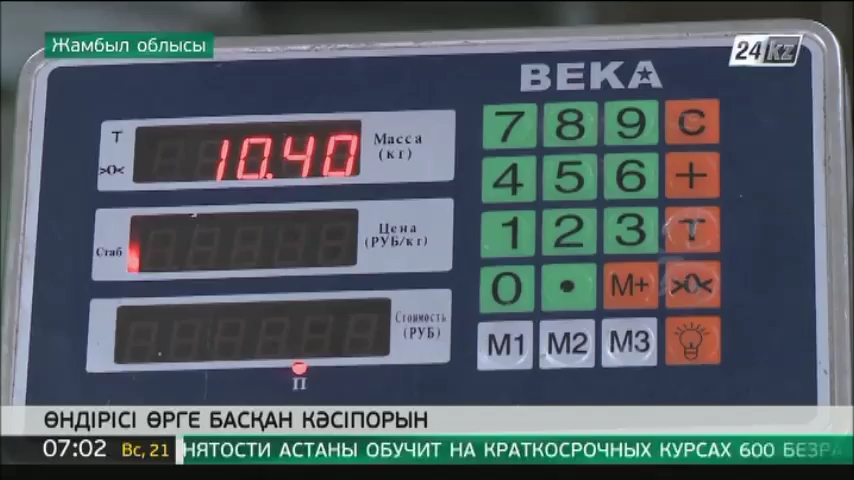 Жамбыл облысы
24kz
ВЕКА
Т
>0<
10.40
Масса
(кг)
Стаб
Цена
(РУБ/кг)
Стоимость
(РУБ)
П
7 8 9 C
4 5 6 +
1 2 3 T
0 • M+ >0<
M1 M2 M3
ӨНДІРІСІ ӨРГЕ БАСҚАН КӘСІПОРЫН
07:02 Вс, 21 НЯТОСТИ АСТАНЫ ОБУЧИТ НА КРАТКОСРОЧНЫХ КУРСАХ 600 БЕЗРА